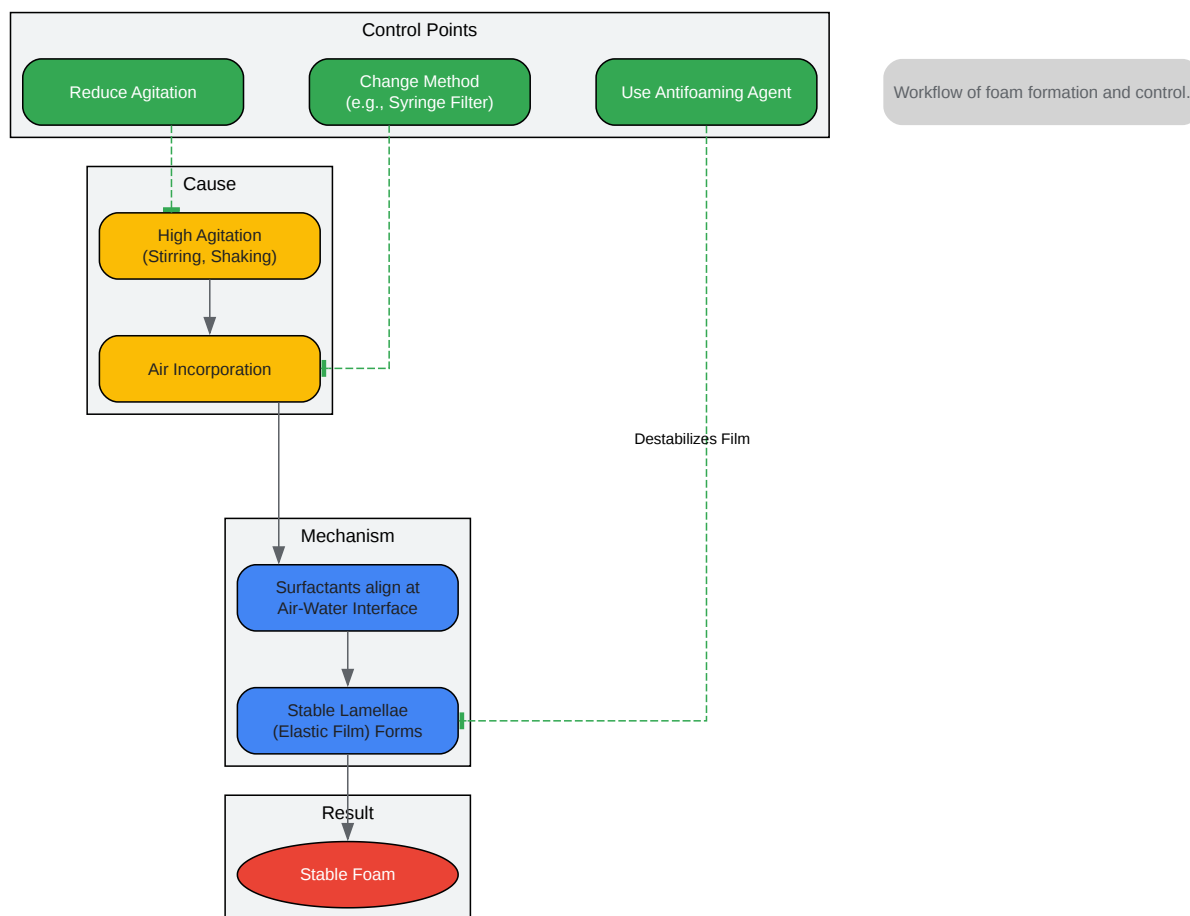 Control Points
Reduce Agitation
Change Method
(e.g., Syringe Filter)
Use Antifoaming Agent
Workflow of foam formation and control.
Cause
High Agitation
(Stirring, Shaking)
Air Incorporation
Destabilizes Film
Mechanism
Surfactants align at
Air-Water Interface
Stable Lamellae
(Elastic Film) Forms
Result
Stable Foam